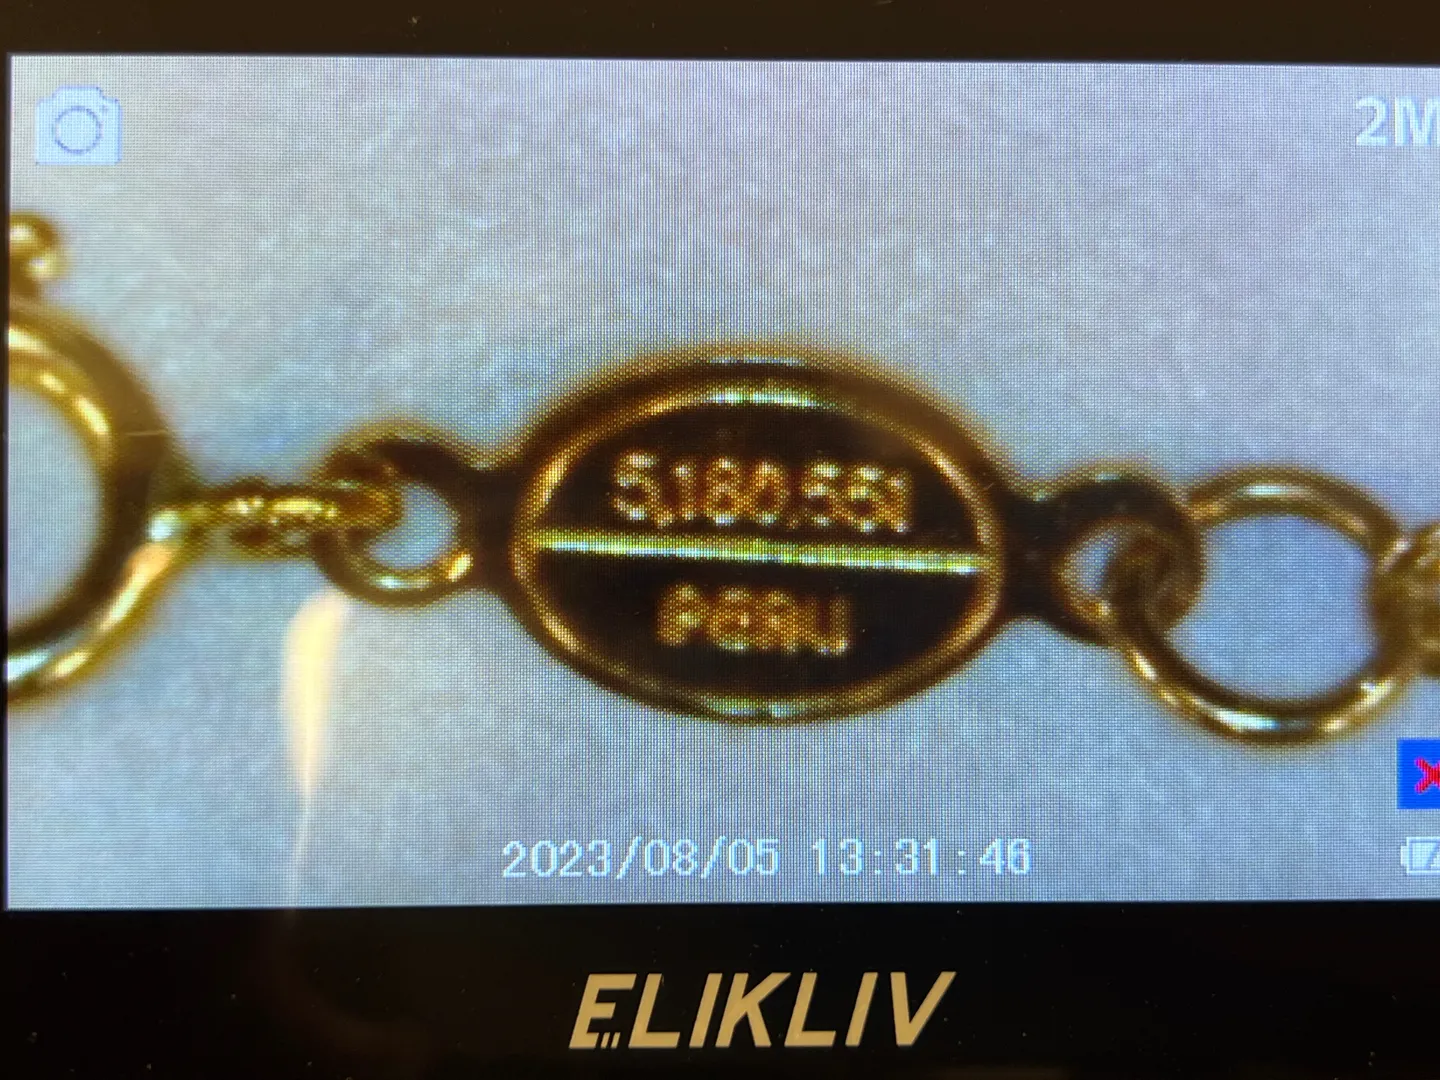 2M
5,180,551
PERU
2023/08/05 13:31:46
ELIKLIV